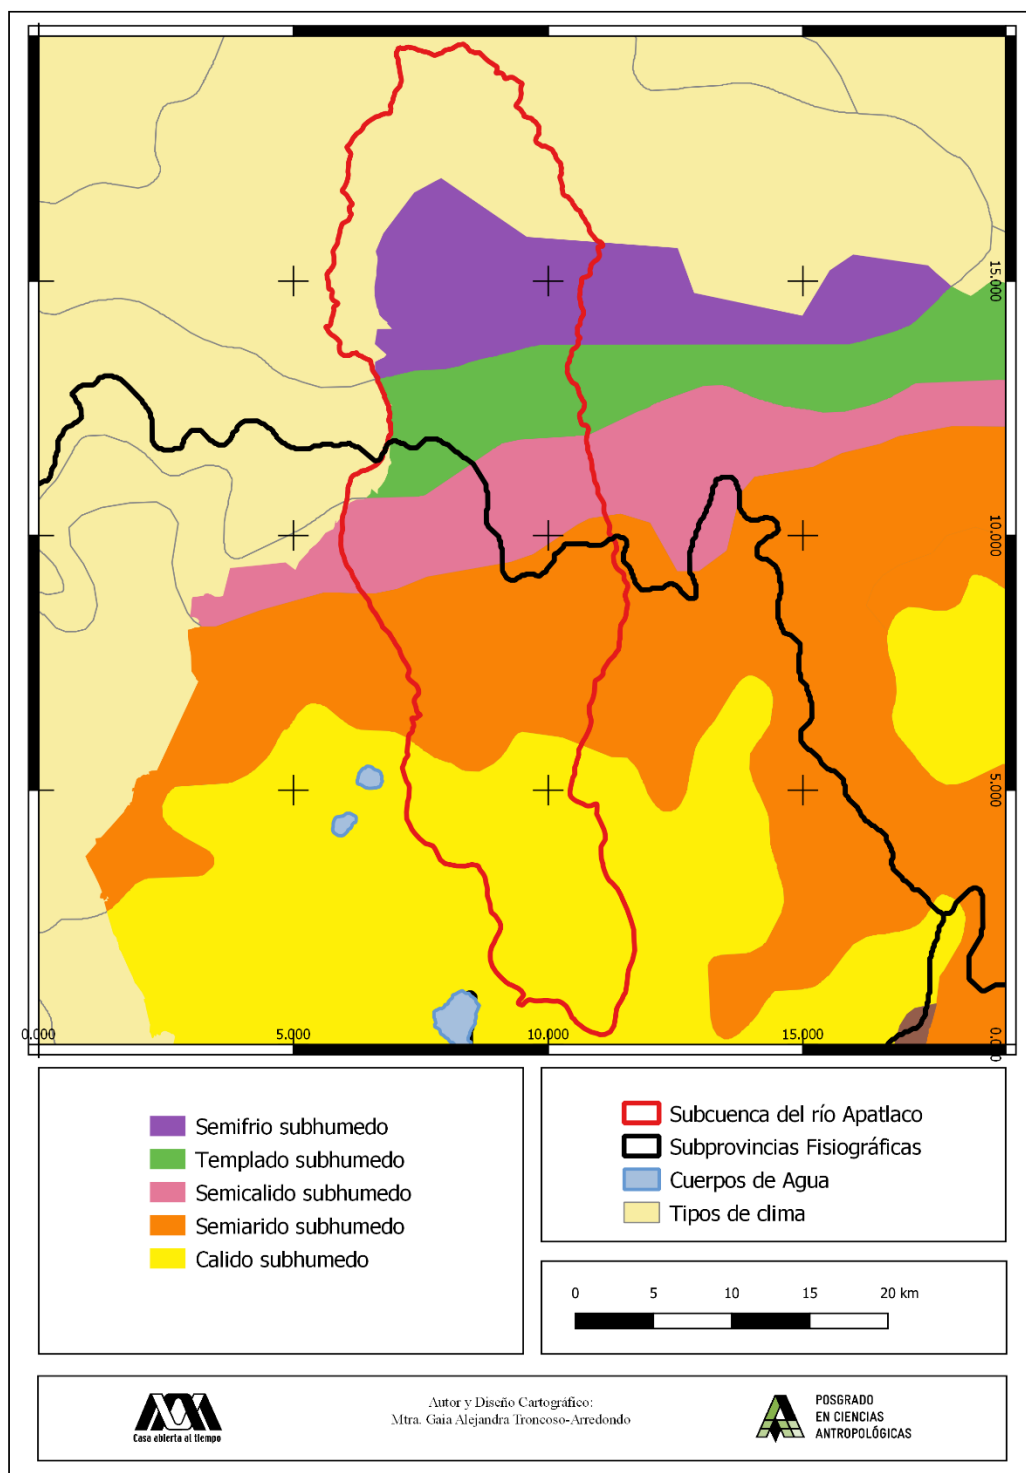 15.000
10.000
5.000
0.000
0.000
5.000
10.000
15.000
Semifrio subhumedo
Templado subhumedo
Semicalido subhumedo
Semiarido subhumedo
Calido subhumedo
Subcuenca del río Apatlaco
Subprovincias Fisiográficas
Cuerpos de Agua
Tipos de clima
0 5 10 15 20 km
Casa abierta al tiempo
Autor y Diseño Cartográfico:
Mtra. Gaia Alejandra Troncoso-Arredondo
POSGRADO
EN CIENCIAS
ANTROPOLÓGICAS